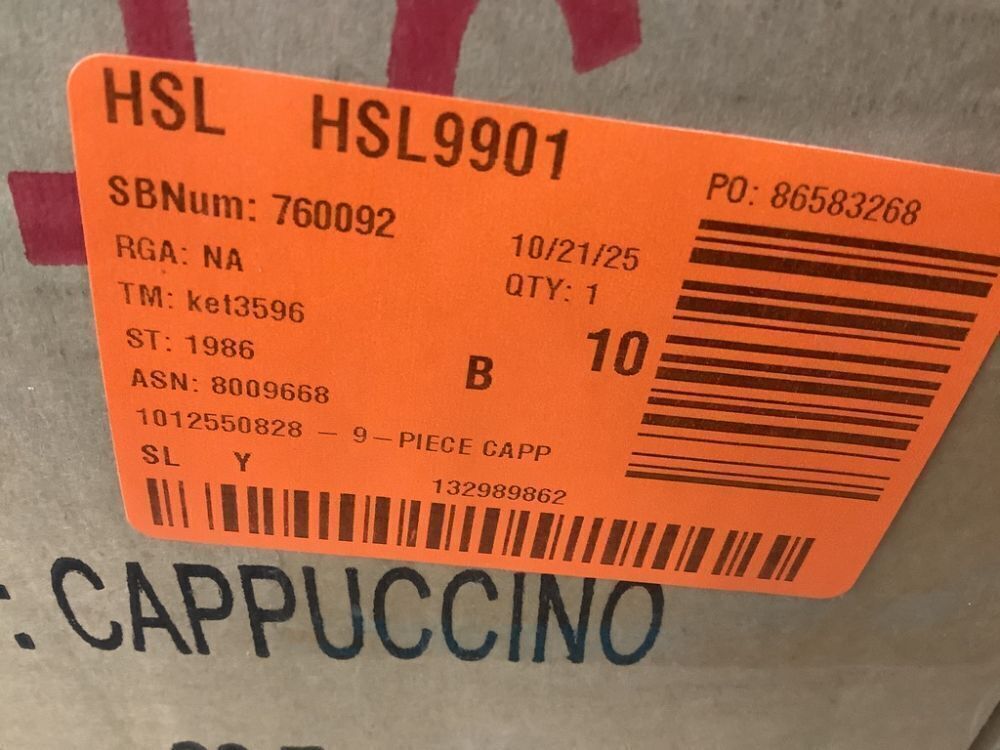 HSL HSL9901
SBNum: 760092
PO: 86583268
RGA: NA
10/21/25
TM: ket3596
QTY: 1
ST: 1986
B 10
ASN: 8009668
1012550828 - 9-PIECE CAPP
SL Y
132989862
: CAPPUCCINO